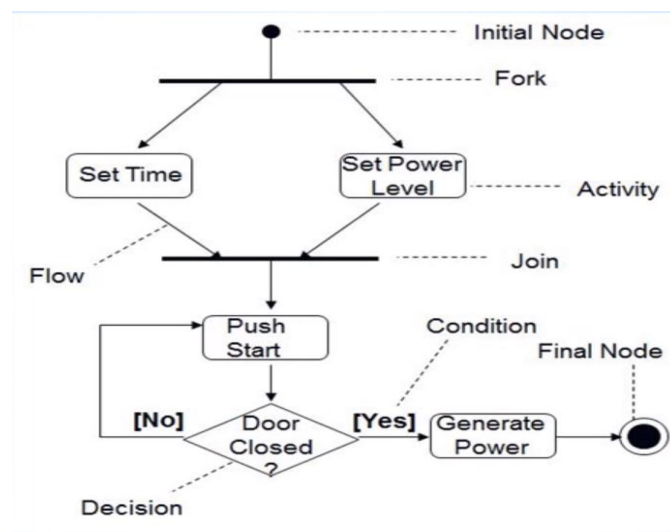 Initial Node
Fork
Set Time
Set Power
Level
Activity
Flow
Join
Push
Start
Condition
Final Node
[No]
Door
Closed
?
[Yes]
Generate
Power
Decision